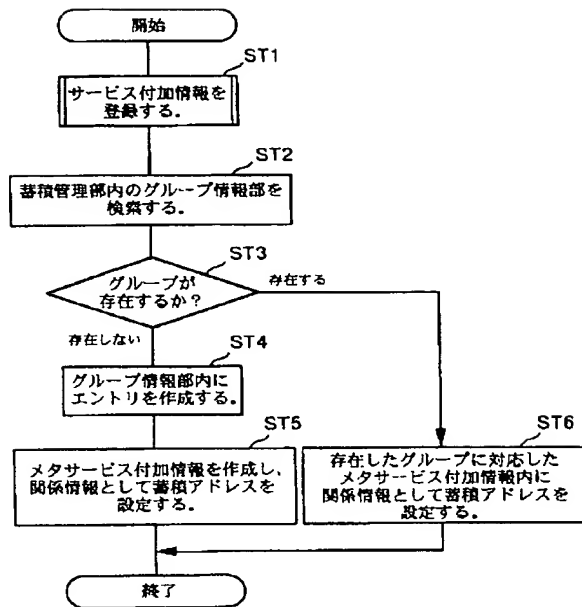 開始
ST1
サービス付加情報を
登録する。
ST2
蓄積管理部内のグループ情報部を
検索する。
ST3
グループが
存在するか？
存在する
存在しない
ST4
グループ情報部内に
エントリを作成する。
ST5
メタサービス付加情報を作成し、
関係情報として蓄積アドレスを
設定する。
ST6
存在したグループに対応した
メタサービス付加情報内に
関係情報として蓄積アドレスを
設定する。
終了